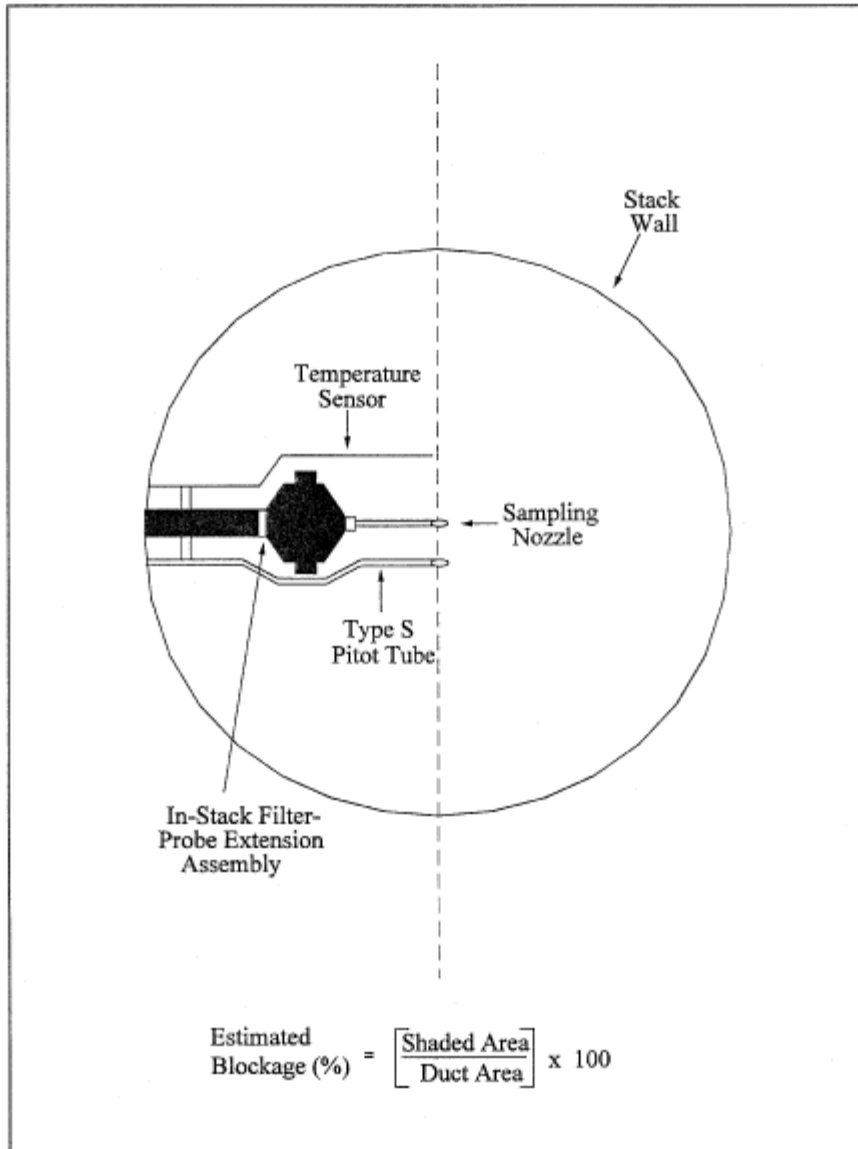 Stack
Wall
Temperature
Sensor
Sampling
Nozzle
Type S
Pitot Tube
In-Stack Filter-
Probe Extension
Assembly
Estimated
Blockage (%) = [Shaded Area / Duct Area] x 100